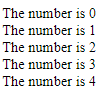 The number is 0
The number is 1
The number is 2
The number is 3
The number is 4